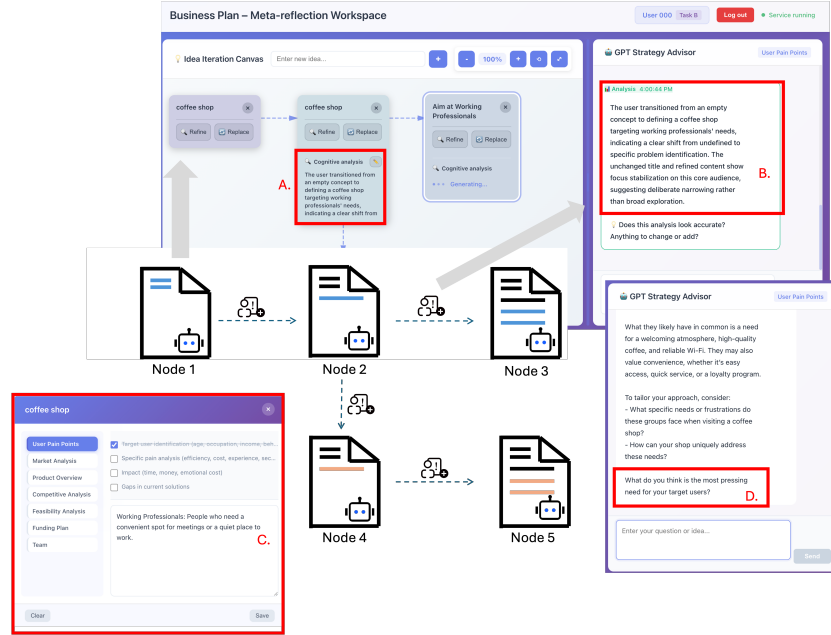 Business Plan – Meta-reflection Workspace
User 000 Task B
Log out
Service running
Idea Iteration Canvas
Enter new idea...
+
-
100%
+
GPT Strategy Advisor
User Pain Points
coffee shop
×
Refine
Replace
coffee shop
×
Refine
Replace
Cognitive analysis
The user transitioned from
an empty concept to
defining a coffee shop
targeting working
professionals' needs,
indicating a clear shift from
A.
Aim at Working
Professionals
×
Refine
Replace
Cognitive analysis
Generating...
Analysis 4:00:44 PM
The user transitioned from an empty
concept to defining a coffee shop
targeting working professionals' needs,
indicating a clear shift from undefined to
specific problem identification. The
unchanged title and refined content show
focus stabilization on this core audience,
suggesting deliberate narrowing rather
than broad exploration.
B.
Does this analysis look accurate?
Anything to change or add?
Node 1
Node 2
Node 3
Node 4
Node 5
coffee shop
×
User Pain Points
Market Analysis
Product Overview
Competitive Analysis
Feasibility Analysis
Funding Plan
Team
Target user identification (age, occupation, income, beh...
Specific pain analysis (efficiency, cost, experience, sec...
Impact (time, money, emotional cost)
Gaps in current solutions
Working Professionals: People who need a
convenient spot for meetings or a quiet place to
work.
C.
Clear
Save
GPT Strategy Advisor
User Pain Points
What they likely have in common is a need
for a welcoming atmosphere, high-quality
coffee, and reliable Wi-Fi. They may also
value convenience, whether it's easy
access, quick service, or a loyalty program.
To tailor your approach, consider:
- What specific needs or frustrations do
these groups face when visiting a coffee
shop?
- How can your shop uniquely address
these needs?
What do you think is the most pressing
need for your target users?
D.
Enter your question or idea...
Send